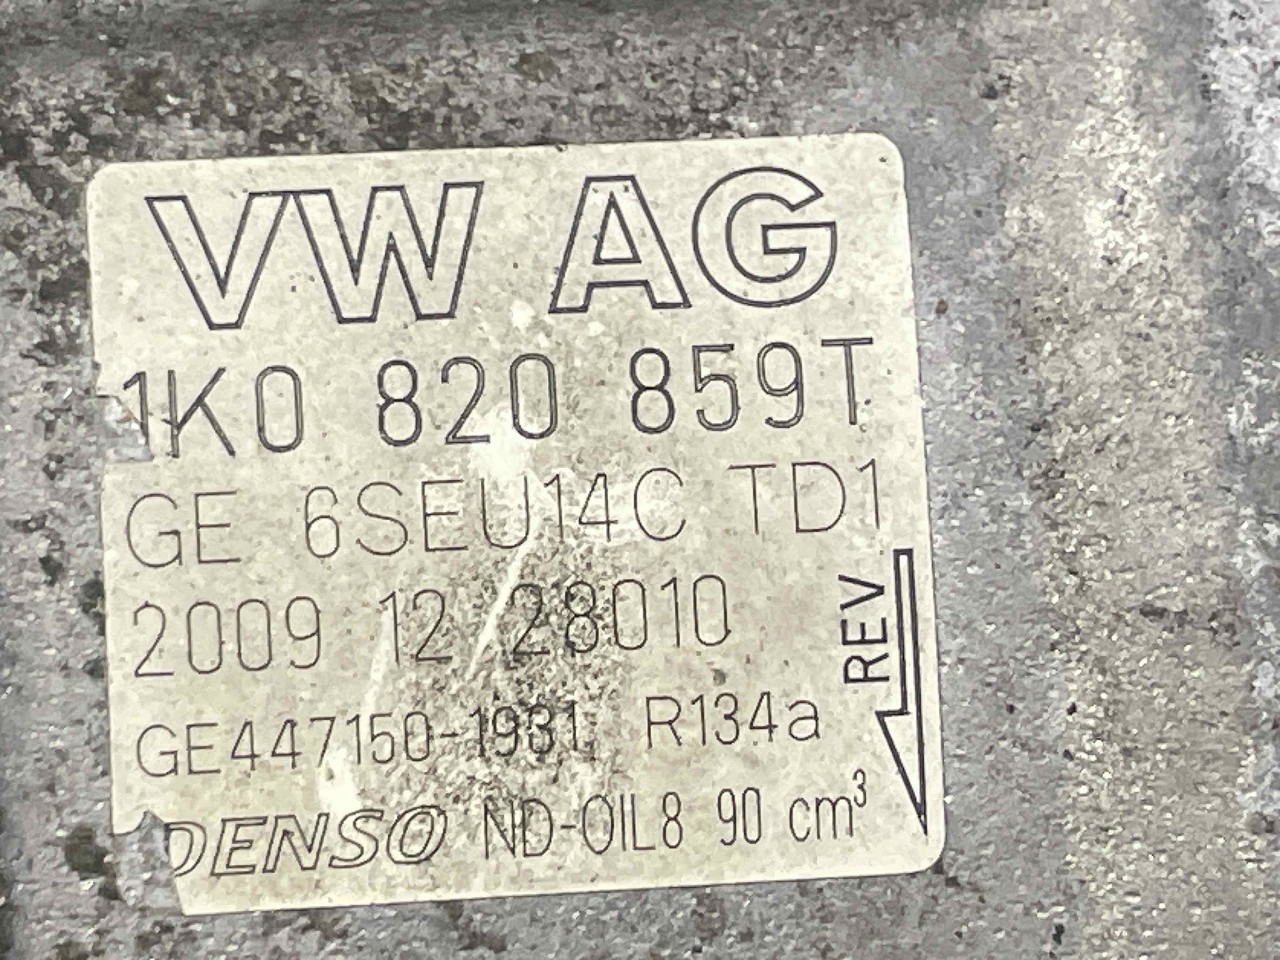 VW AG
1K0 820 859T
GE 6SEU14C TD1
2009 12 28010
REV
GE447150-1931 R134a
DENSO ND-OIL8 90 cm³